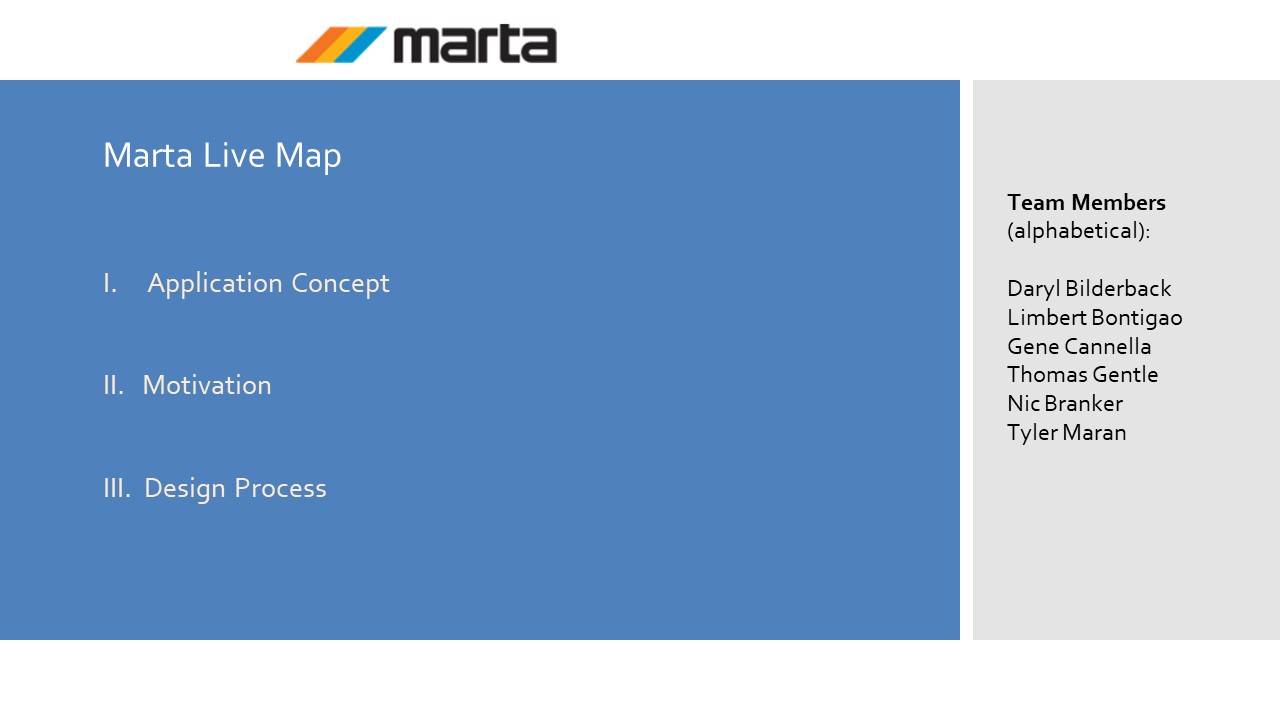 marta
Marta Live Map
I. Application Concept
II. Motivation
III. Design Process
Team Members
(alphabetical):
Daryl Bilderback
Limbert Bontigao
Gene Cannella
Thomas Gentle
Nic Branker
Tyler Maran